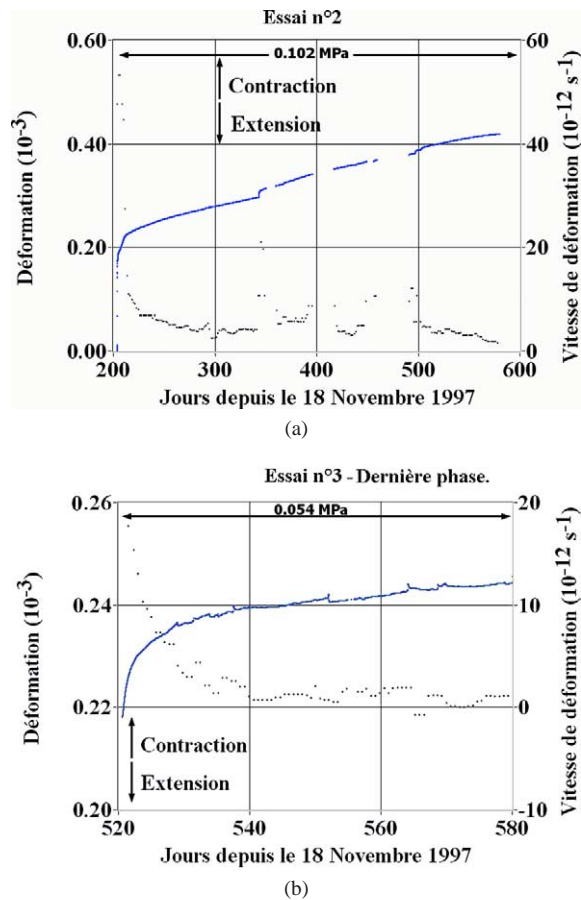 Essai n°2
0.60
60
0.102 MPa
Contraction
Extension
0.40
40
0.20
20
0.00
0
200
300
400
500
600
Déformation (10⁻³)
Vitesse de déformation (10⁻¹² s⁻¹)
Jours depuis le 18 Novembre 1997
(a)
Essai n°3 - Dernière phase.
0.26
20
0.054 MPa
0.24
10
0.22
0
Contraction
Extension
0.20
-10
520
540
560
580
Déformation (10⁻³)
Vitesse de déformation (10⁻¹² s⁻¹)
Jours depuis le 18 Novembre 1997
(b)